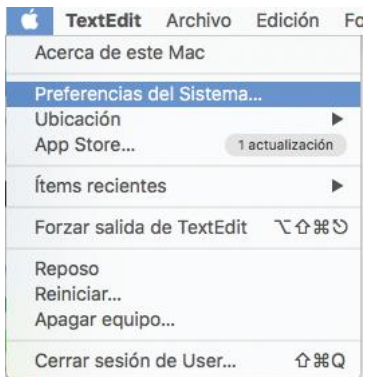 TextEdit Archivo Edición Fo
Acerca de este Mac
Preferencias del Sistema...
Ubicación
App Store... 1 actualización
Ítems recientes
Forzar salida de TextEdit ⌥⇧⌘⎋
Reposo
Reiniciar...
Apagar equipo...
Cerrar sesión de User... ⇧⌘Q